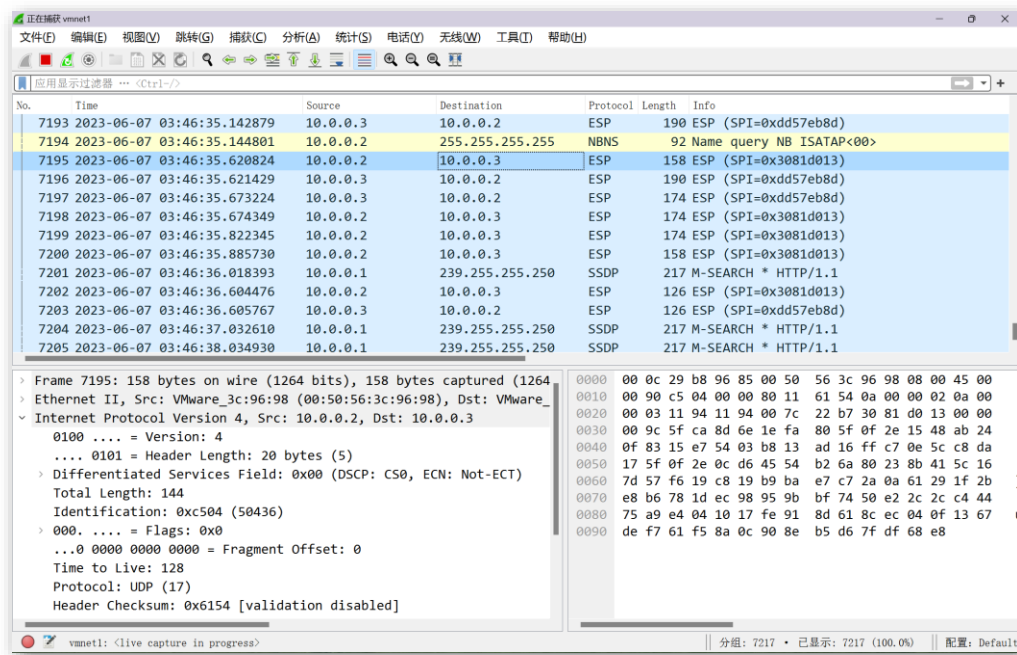 正在捕获 vmnet1
文件(F) 编辑(E) 视图(V) 跳转(G) 捕获(C) 分析(A) 统计(S) 电话(Y) 无线(W) 工具(T) 帮助(H)
应用显示过滤器 … <Ctrl-/>
No. Time Source Destination Protocol Length Info
7193 2023-06-07 03:46:35.142879 10.0.0.3 10.0.0.2 ESP 190 ESP (SPI=0xdd57eb8d)
7194 2023-06-07 03:46:35.144801 10.0.0.2 255.255.255.255 NBNS 92 Name query NB ISATAP<00>
7195 2023-06-07 03:46:35.620824 10.0.0.2 10.0.0.3 ESP 158 ESP (SPI=0x3081d013)
7196 2023-06-07 03:46:35.621429 10.0.0.3 10.0.0.2 ESP 190 ESP (SPI=0xdd57eb8d)
7197 2023-06-07 03:46:35.673224 10.0.0.3 10.0.0.2 ESP 174 ESP (SPI=0xdd57eb8d)
7198 2023-06-07 03:46:35.674349 10.0.0.2 10.0.0.3 ESP 174 ESP (SPI=0x3081d013)
7199 2023-06-07 03:46:35.822345 10.0.0.2 10.0.0.3 ESP 174 ESP (SPI=0x3081d013)
7200 2023-06-07 03:46:35.885730 10.0.0.2 10.0.0.3 ESP 158 ESP (SPI=0x3081d013)
7201 2023-06-07 03:46:36.018393 10.0.0.1 239.255.255.250 SSDP 217 M-SEARCH * HTTP/1.1
7202 2023-06-07 03:46:36.604476 10.0.0.2 10.0.0.3 ESP 126 ESP (SPI=0x3081d013)
7203 2023-06-07 03:46:36.605767 10.0.0.3 10.0.0.2 ESP 126 ESP (SPI=0xdd57eb8d)
7204 2023-06-07 03:46:37.032610 10.0.0.1 239.255.255.250 SSDP 217 M-SEARCH * HTTP/1.1
7205 2023-06-07 03:46:38.034930 10.0.0.1 239.255.255.250 SSDP 217 M-SEARCH * HTTP/1.1
Frame 7195: 158 bytes on wire (1264 bits), 158 bytes captured (1264
Ethernet II, Src: VMware_3c:96:98 (00:50:56:3c:96:98), Dst: VMware_
Internet Protocol Version 4, Src: 10.0.0.2, Dst: 10.0.0.3
0100 .... = Version: 4
.... 0101 = Header Length: 20 bytes (5)
Differentiated Services Field: 0x00 (DSCP: CS0, ECN: Not-ECT)
Total Length: 144
Identification: 0xc504 (50436)
000. .... = Flags: 0x0
...0 0000 0000 0000 = Fragment Offset: 0
Time to Live: 128
Protocol: UDP (17)
Header Checksum: 0x6154 [validation disabled]
0000 00 0c 29 b8 96 85 00 50 56 3c 96 98 08 00 45 00
0010 00 90 c5 04 00 00 80 11 61 54 0a 00 00 02 0a 00
0020 00 03 11 94 11 94 00 7c 22 b7 30 81 d0 13 00 00
0030 00 9c 5f ca 8d 6e 1e fa 80 5f 0f 2e 15 48 ab 24
0040 0f 83 15 e7 54 03 b8 13 ad 16 ff c7 0e 5c c8 da
0050 17 5f 0f 2e 0c d6 45 54 b2 6a 80 23 8b 41 5c 16
0060 7d 57 f6 19 c8 19 b9 ba e7 c7 2a 0a 61 29 1f 2b
0070 e8 b6 78 1d ec 98 95 9b bf 74 50 e2 2c 2c c4 44
0080 75 a9 e4 04 10 17 fe 91 8d 61 8c ec 04 0f 13 67
0090 de f7 61 f5 8a 0c 90 8e b5 d6 7f df 68 e8
vmnet1: <live capture in progress> 分组: 7217 • 已显示: 7217 (100.0%) 配置: Default